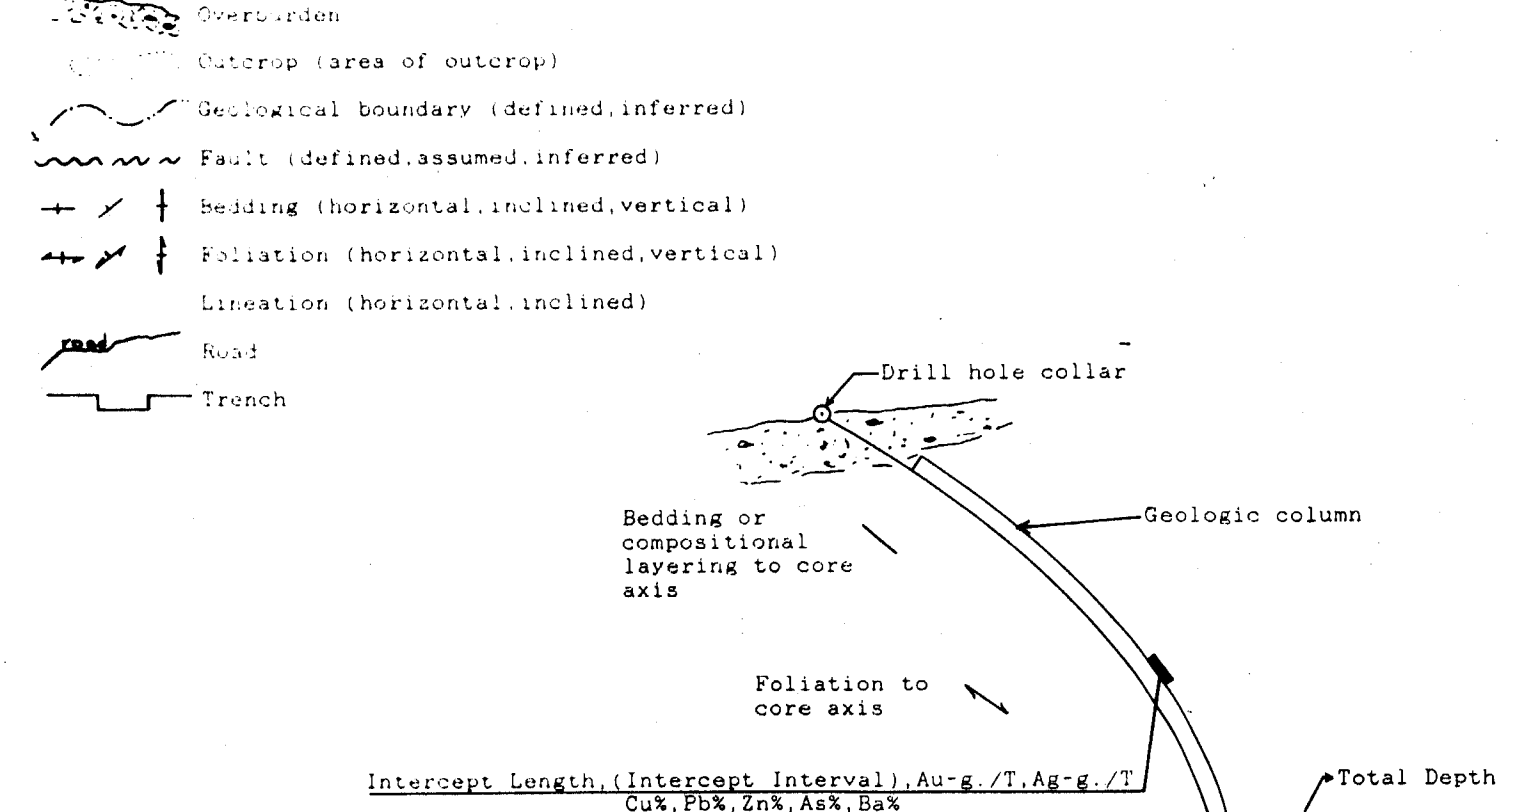 Overburden
Outcrop (area of outcrop)
Geological boundary (defined,inferred)
Fault (defined,assumed,inferred)
Bedding (horizontal,inclined,vertical)
Foliation (horizontal,inclined,vertical)
Lineation (horizontal,inclined)
road
Road
Trench
Drill hole collar
Geologic column
Bedding or
compositional
layering to core
axis
Foliation to
core axis
Intercept Length,(Intercept Interval),Au-g./T,Ag-g./T
Cu%,Pb%,Zn%,As%,Ba%
Total Depth